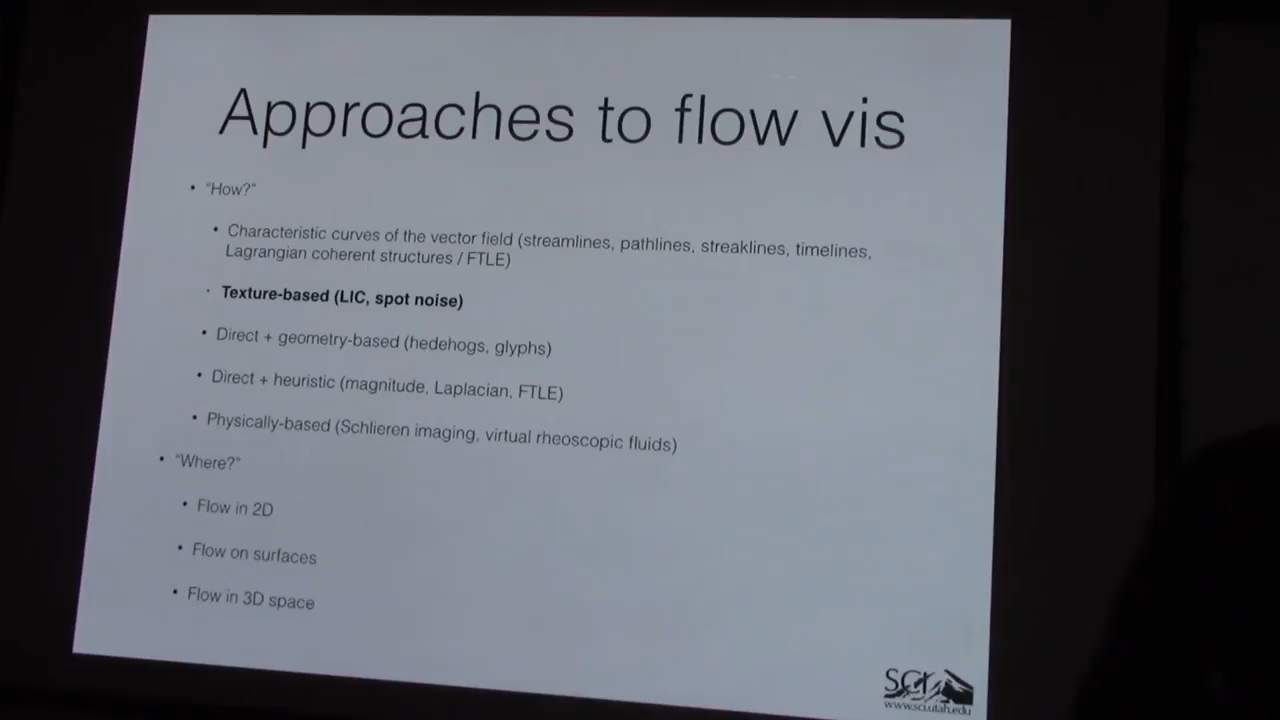 Approaches to flow vis
• "How?"
• Characteristic curves of the vector field (streamlines, pathlines, streaklines, timelines,
Lagrangian coherent structures / FTLE)
• Texture-based (LIC, spot noise)
• Direct + geometry-based (hedehogs, glyphs)
• Direct + heuristic (magnitude, Laplacian, FTLE)
• Physically-based (Schlieren imaging, virtual rheoscopic fluids)
• "Where?"
• Flow in 2D
• Flow on surfaces
• Flow in 3D space
SCI
www.sci.utah.edu